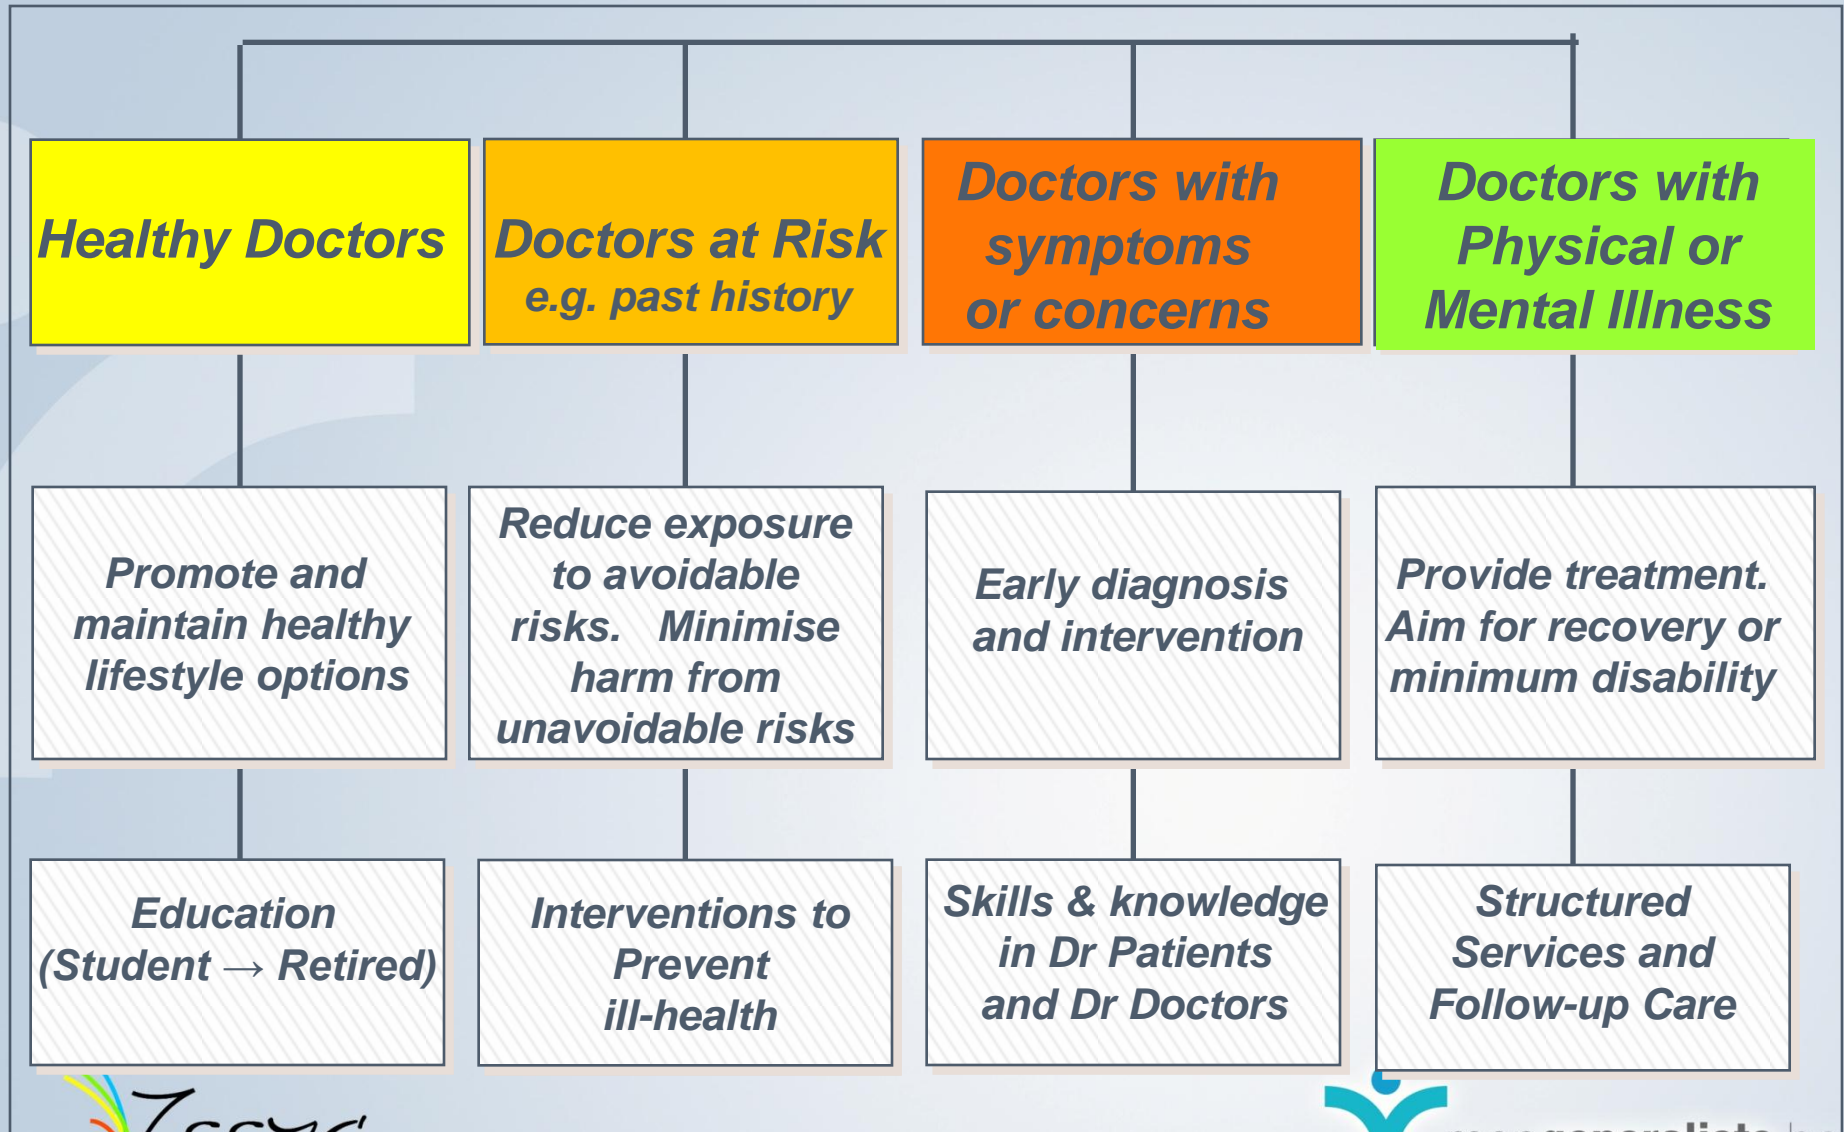 Healthy Doctors
Doctors at Risk
e.g. past history
Doctors with
symptoms
or concerns
Doctors with
Physical or
Mental Illness
Promote and
maintain healthy
lifestyle options
Reduce exposure
to avoidable
risks. Minimise
harm from
unavoidable risks
Early diagnosis
and intervention
Provide treatment.
Aim for recovery or
minimum disability
Education
(Student → Retired)
Interventions to
Prevent
ill-health
Skills & knowledge
in Dr Patients
and Dr Doctors
Structured
Services and
Follow-up Care